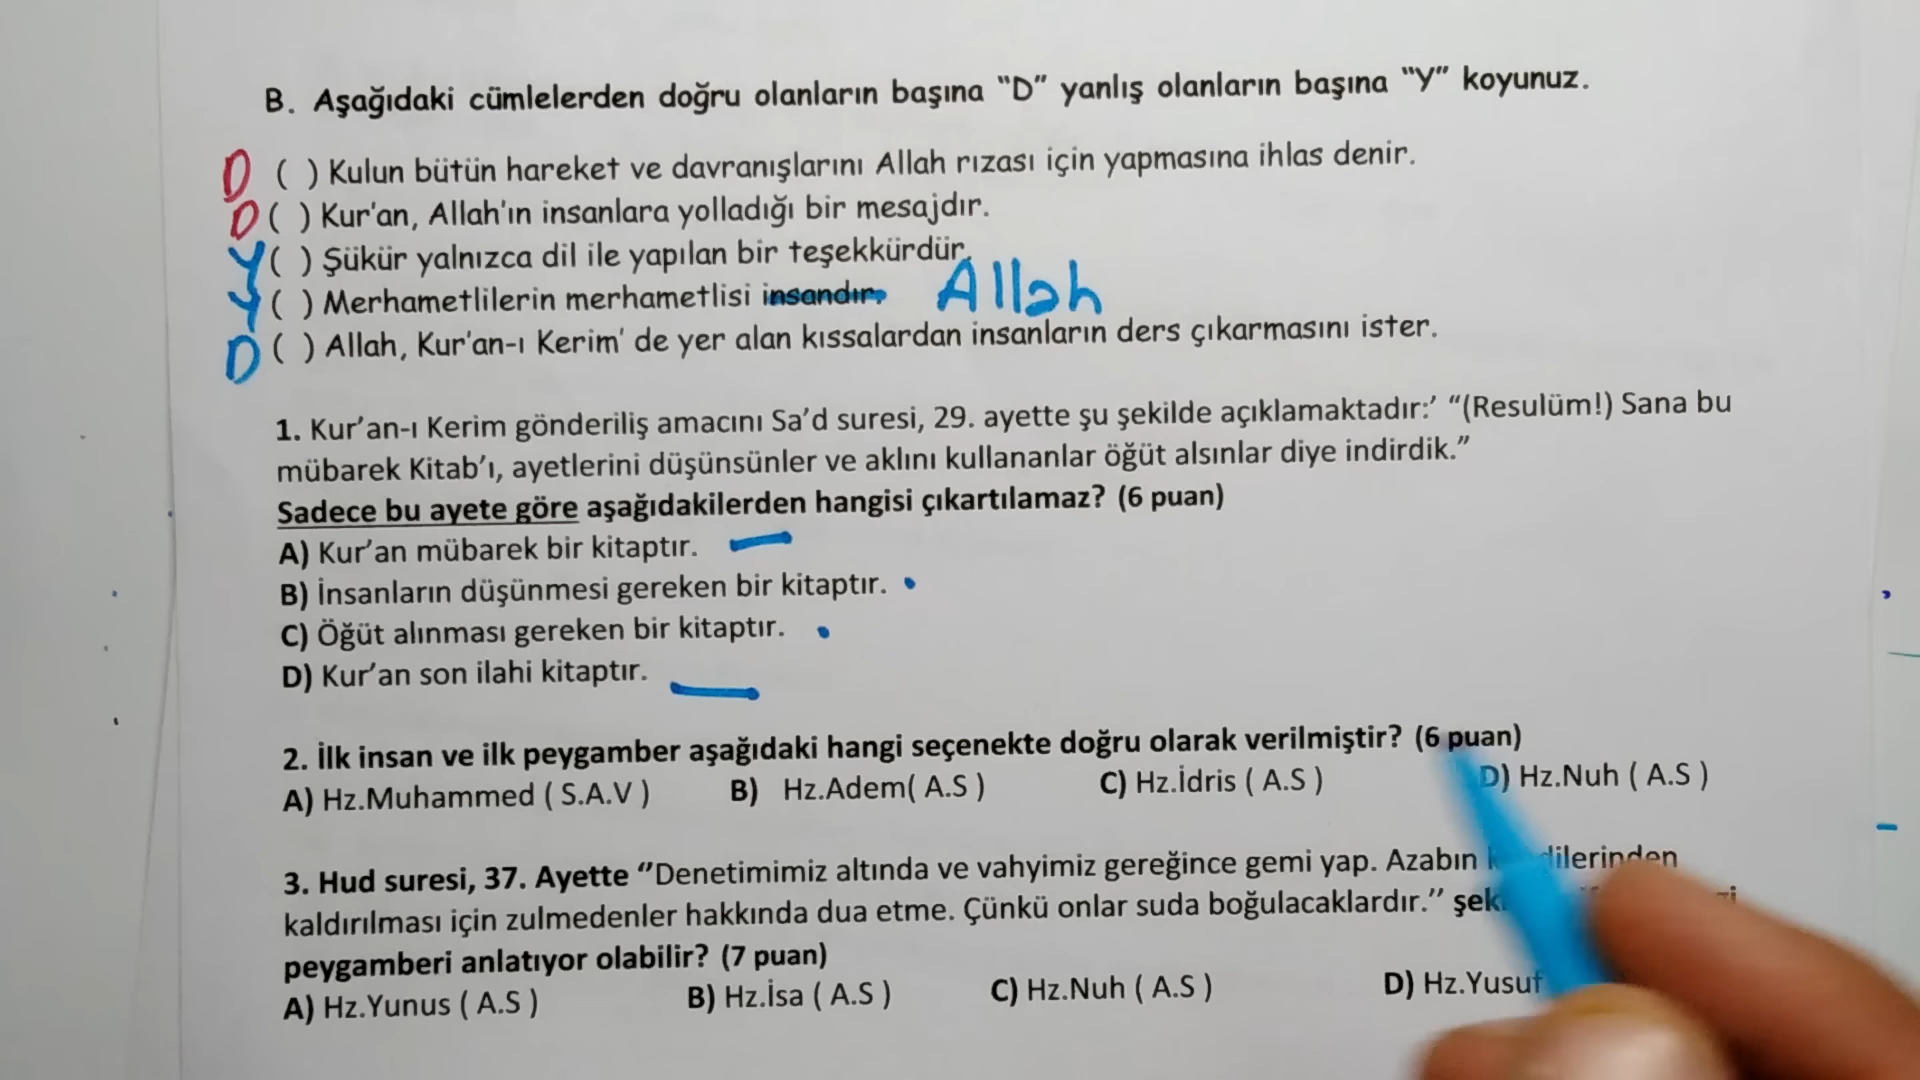 B. Aşağıdaki cümlelerden doğru olanların başına “D” yanlış olanların başına “Y” koyunuz.
D ( ) Kulun bütün hareket ve davranışlarını Allah rızası için yapmasına ihlas denir.
D ( ) Kur'an, Allah'ın insanlara yolladığı bir mesajdır.
Y ( ) Şükür yalnızca dil ile yapılan bir teşekkürdür.
Y ( ) Merhametlilerin merhametlisi insandır. Allah
D ( ) Allah, Kur'an-ı Kerim' de yer alan kıssalardan insanların ders çıkarmasını ister.
1. Kur’an-ı Kerim gönderiliş amacını Sa’d suresi, 29. ayette şu şekilde açıklamaktadır:’ “(Resulüm!) Sana bu
mübarek Kitab’ı, ayetlerini düşünsünler ve aklını kullananlar öğüt alsınlar diye indirdik.”
Sadece bu ayete göre aşağıdakilerden hangisi çıkartılamaz? (6 puan)
A) Kur’an mübarek bir kitaptır.
B) İnsanların düşünmesi gereken bir kitaptır.
C) Öğüt alınması gereken bir kitaptır.
D) Kur’an son ilahi kitaptır.
2. İlk insan ve ilk peygamber aşağıdaki hangi seçenekte doğru olarak verilmiştir? (6 puan)
A) Hz.Muhammed ( S.A.V ) B) Hz.Adem( A.S ) C) Hz.İdris ( A.S ) D) Hz.Nuh ( A.S )
3. Hud suresi, 37. Ayette ‘’Denetimimiz altında ve vahyimiz gereğince gemi yap. Azabın
kaldırılması için zulmedenler hakkında dua etme. Çünkü onlar suda boğulacaklardır.’’
peygamberi anlatıyor olabilir? (7 puan)
A) Hz.Yunus ( A.S ) B) Hz.İsa ( A.S ) C) Hz.Nuh ( A.S ) D) Hz.Yusuf